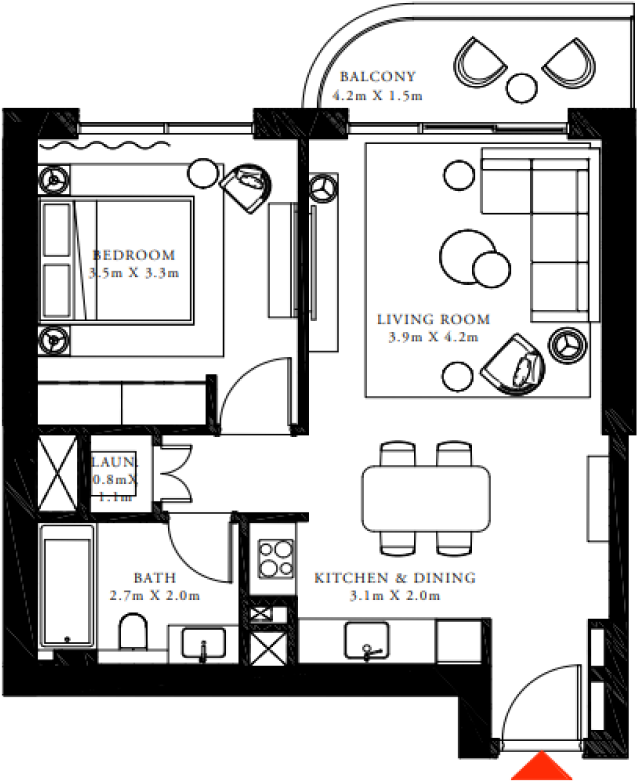 BALCONY
4.2m X 1.5m
BEDROOM
3.5m X 3.3m
LIVING ROOM
3.9m X 4.2m
LAUN.
0.8mX
1.1m
BATH
2.7m X 2.0m
KITCHEN & DINING
3.1m X 2.0m